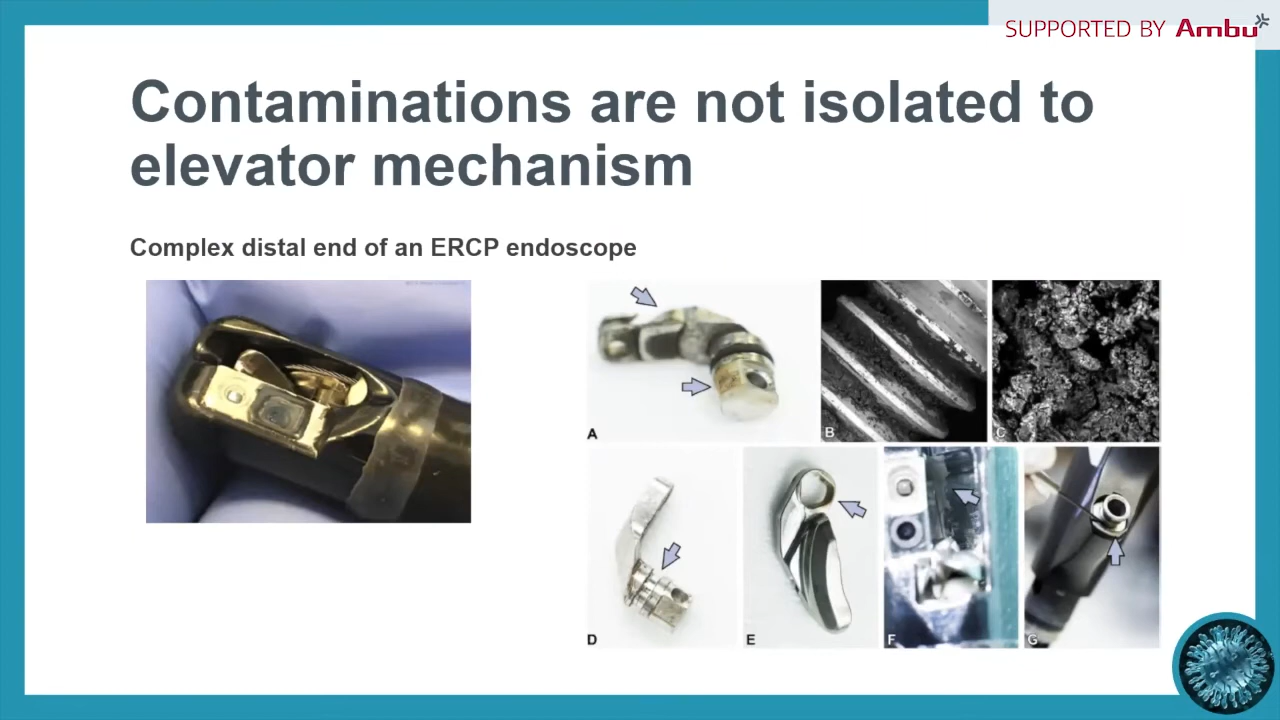 SUPPORTED BY Ambu
Contaminations are not isolated to
elevator mechanism
Complex distal end of an ERCP endoscope
A
B
C
D
E
F
G